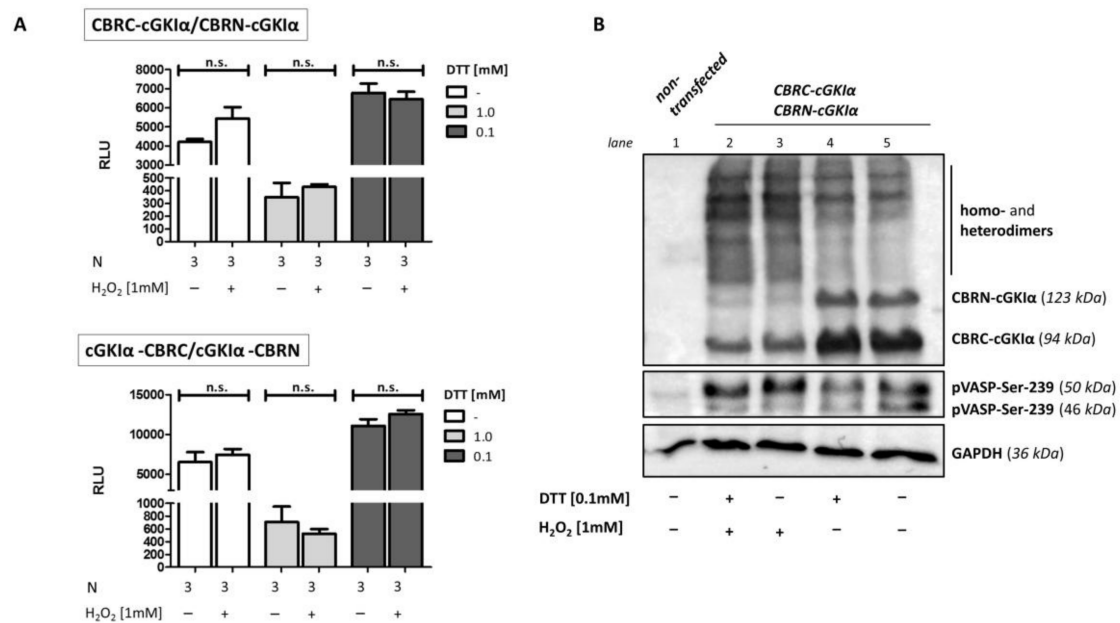 A
CBRC-cGKIα/CBRN-cGKIα
n.s. n.s. n.s.
DTT [mM]
-
1.0
0.1
RLU
8000
7000
6000
5000
4000
3000
500
400
300
200
100
0
N 3 3 3 3 3 3
H₂O₂ [1mM] – + – + – +
cGKIα -CBRC/cGKIα -CBRN
n.s. n.s. n.s.
DTT [mM]
-
1.0
0.1
RLU
15000
10000
5000
1000
800
600
400
200
0
N 3 3 3 3 3 3
H₂O₂ [1mM] – + – + – +
B
non-
transfected
CBRC-cGKIα
CBRN-cGKIα
lane 1 2 3 4 5
homo- and
heterodimers
CBRN-cGKIα (123 kDa)
CBRC-cGKIα (94 kDa)
pVASP-Ser-239 (50 kDa)
pVASP-Ser-239 (46 kDa)
GAPDH (36 kDa)
DTT [0.1mM] – + – + –
H₂O₂ [1mM] – + + – –